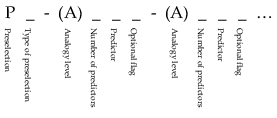 P _ - (A) _ _ _ - (A) _ _ _ ...
Preselection
Type of preselection
Analogy level
Number of predictors
Predictor
Optional flag
Analogy level
Number of predictors
Predictor
Optional flag